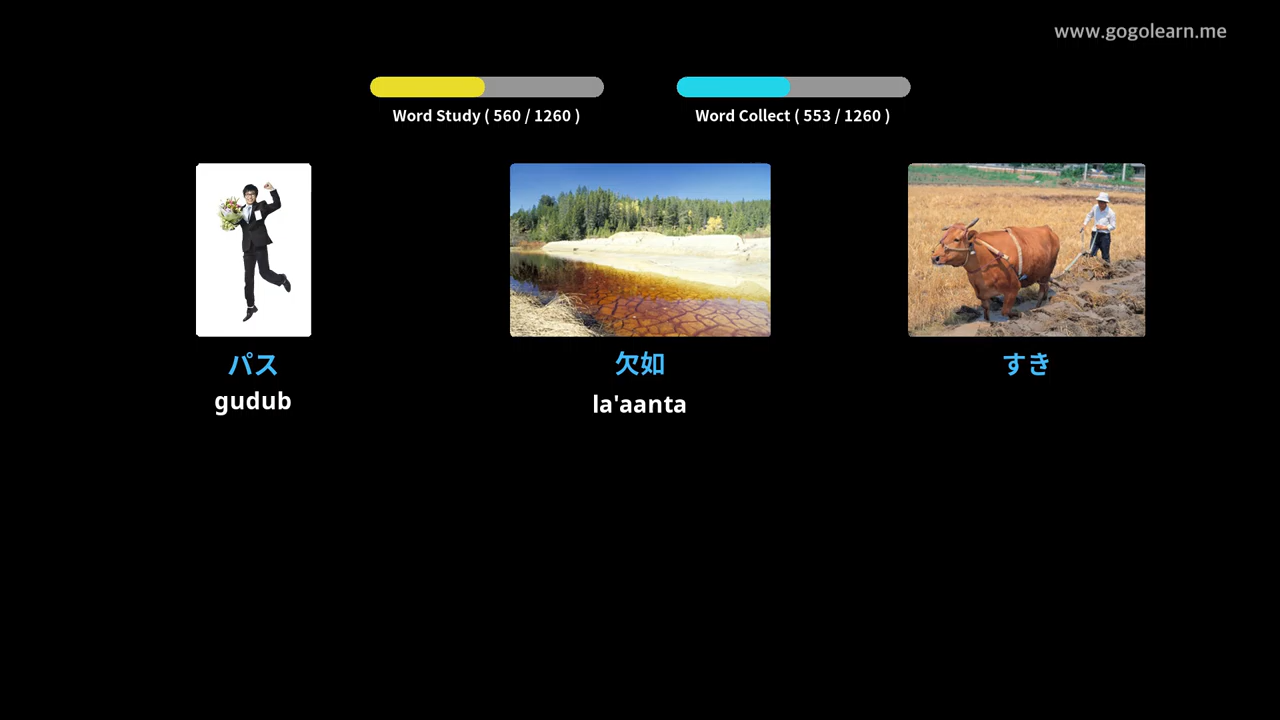 www.gogolearn.me
Word Study ( 560 / 1260 )
Word Collect ( 553 / 1260 )
パス
欠如
すき
gudub
la'aanta